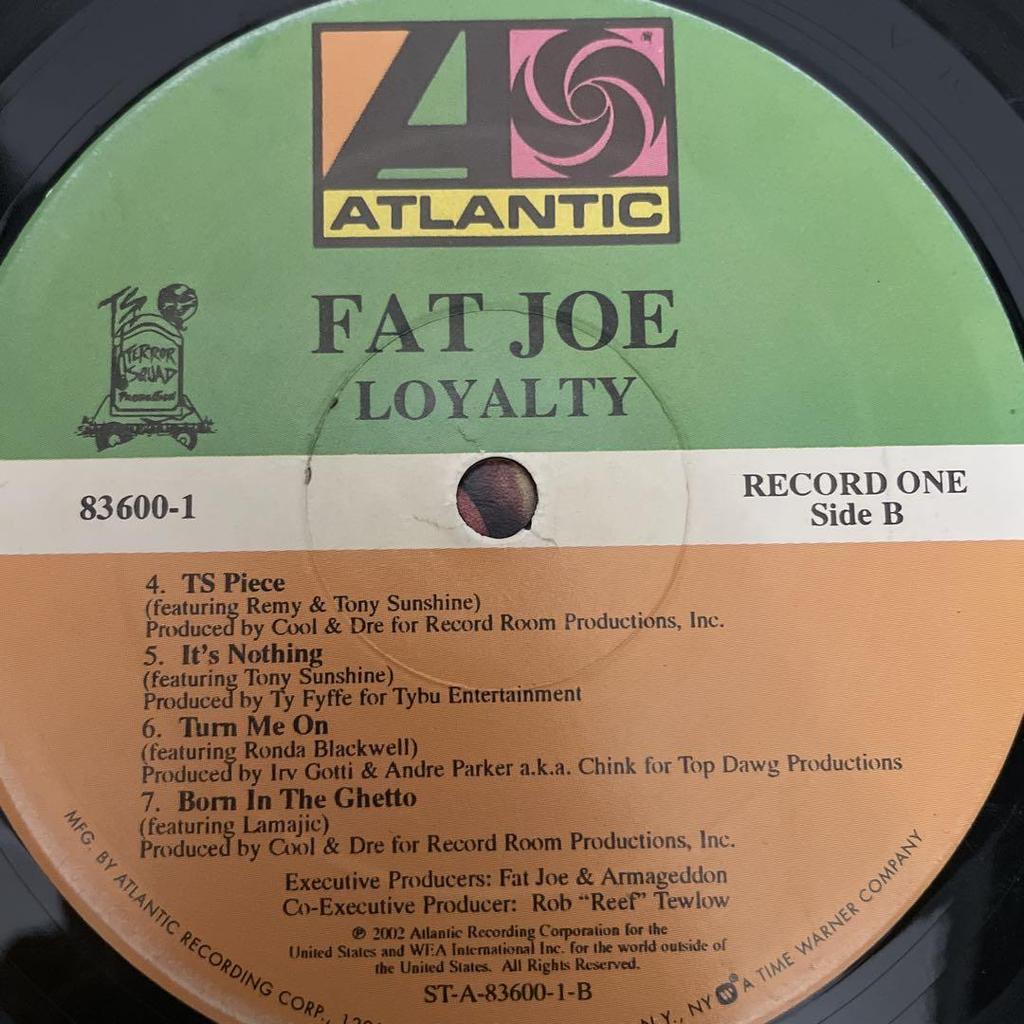 ATLANTIC
FAT JOE
LOYALTY
TS
TERROR
SQUAD
83600-1
RECORD ONE
Side B
4. TS Piece
(featuring Remy & Tony Sunshine)
Produced by Cool & Dre for Record Room Productions, Inc.
5. It's Nothing
(featuring Tony Sunshine)
Produced by Ty Fyffe for Tybu Entertainment
6. Turn Me On
(featuring Ronda Blackwell)
Produced by Irv Gotti & Andre Parker a.k.a. Chink for Top Dawg Productions
7. Born In The Ghetto
(featuring Lamajic)
Produced by Cool & Dre for Record Room Productions, Inc.
Executive Producers: Fat Joe & Armageddon
Co-Executive Producer: Rob "Reef" Tewlow
℗ 2002 Atlantic Recording Corporation for the
United States and WEA International Inc. for the world outside of
the United States. All Rights Reserved.
ST-A-83600-1-B
MFG. BY ATLANTIC RECORDING CORP., N.Y., NY A TIME WARNER COMPANY